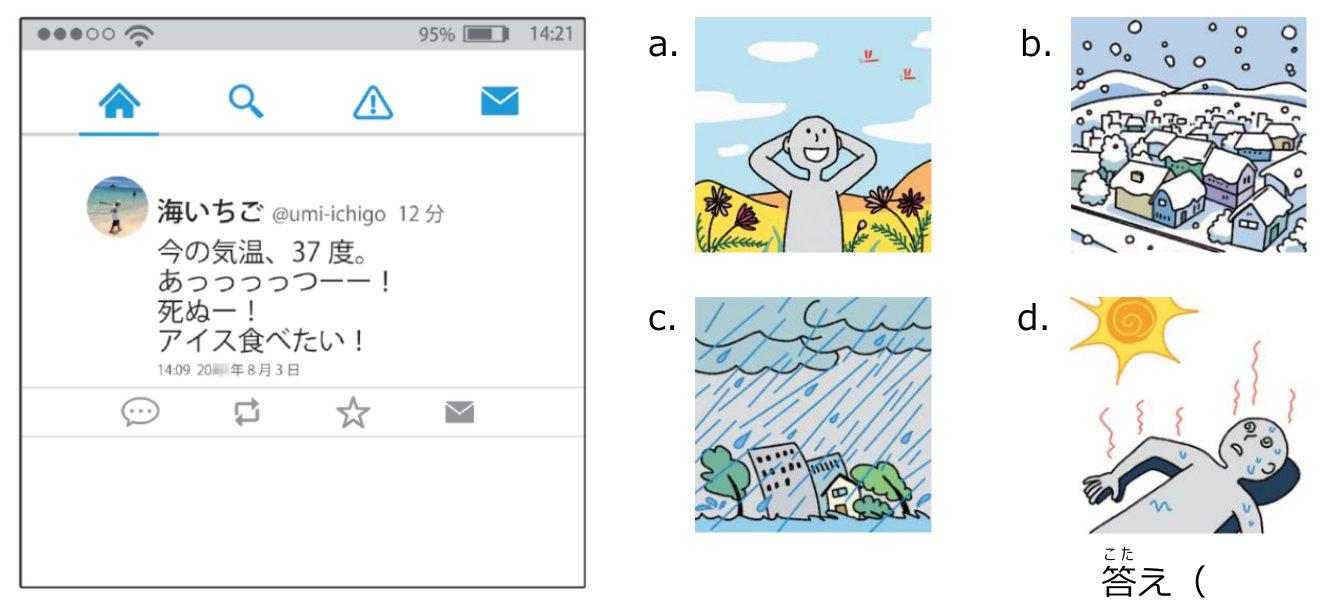 95% 14:21
海いちご @umi-ichigo 12分
今の気温、37度。
あっっっっつーー！
死ぬー！
アイス食べたい！
14:09 20 年8月3日
a.
b.
c.
d.
こた
答え（